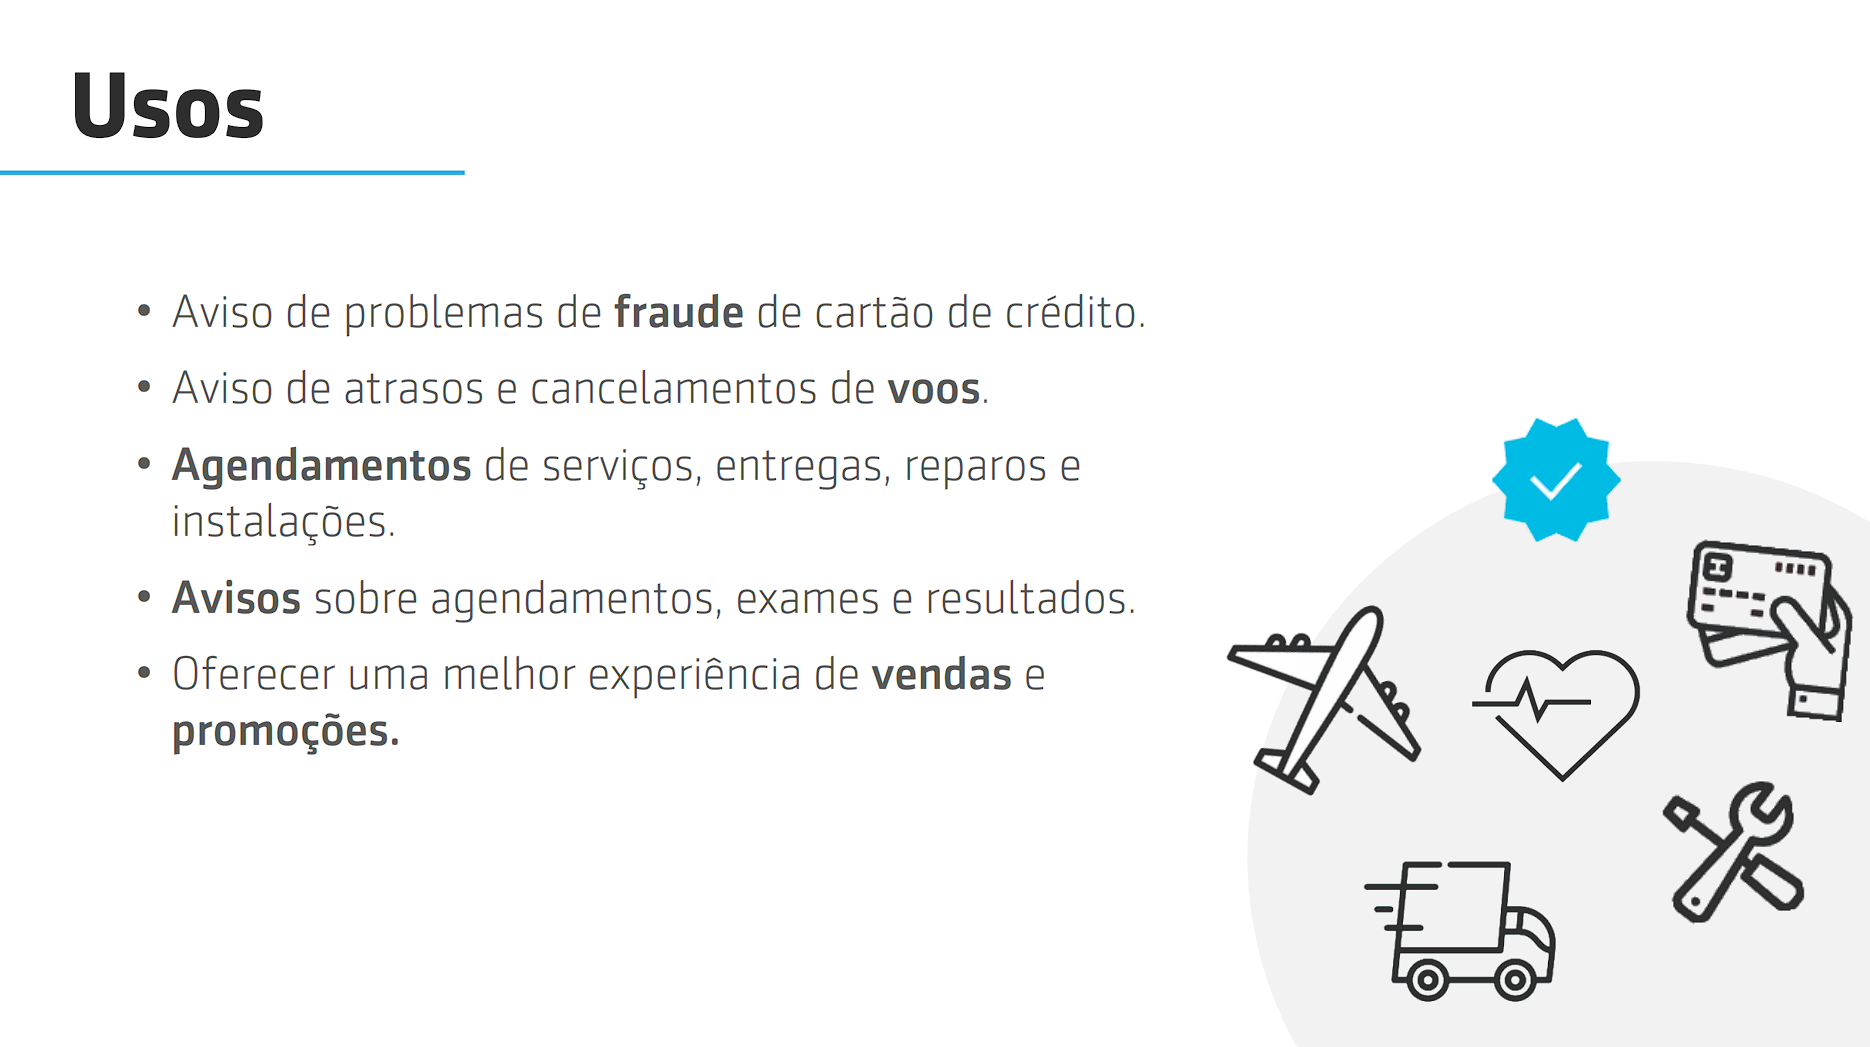 Usos
• Aviso de problemas de fraude de cartão de crédito.
• Aviso de atrasos e cancelamentos de voos.
• Agendamentos de serviços, entregas, reparos e
instalações.
• Avisos sobre agendamentos, exames e resultados.
• Oferecer uma melhor experiência de vendas e
promoções.